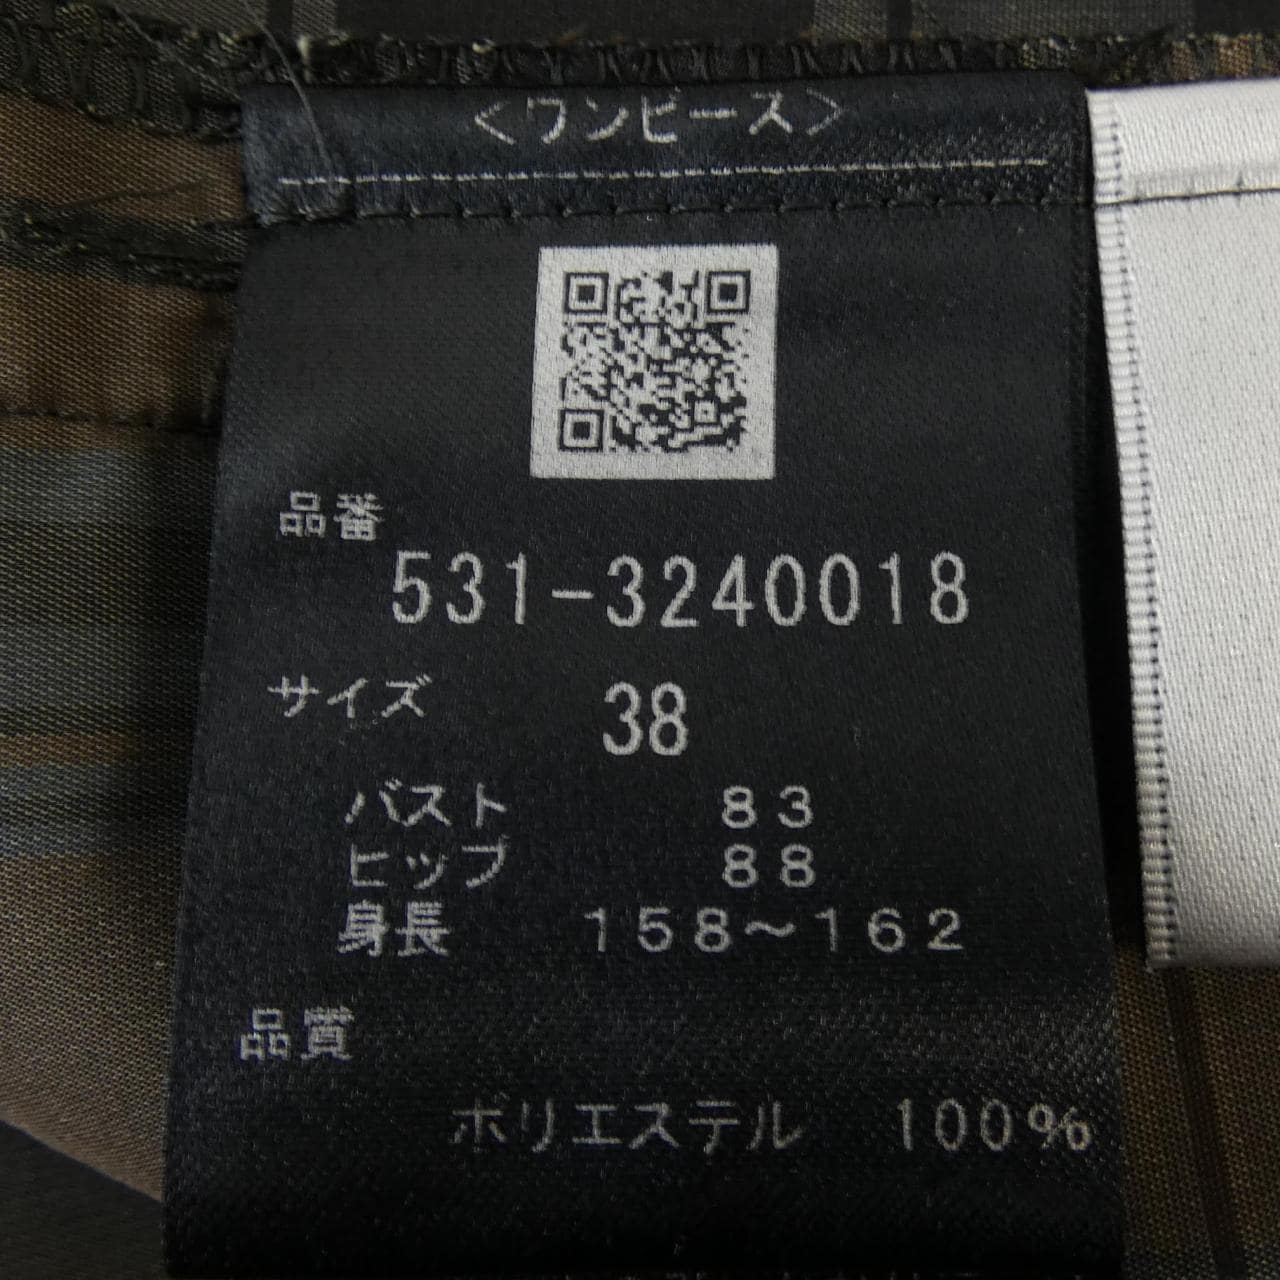 <ワンピース>
品番
531-3240018
サイズ 38
バスト 83
ヒップ 88
身長 158~162
品質
ポリエステル 100%